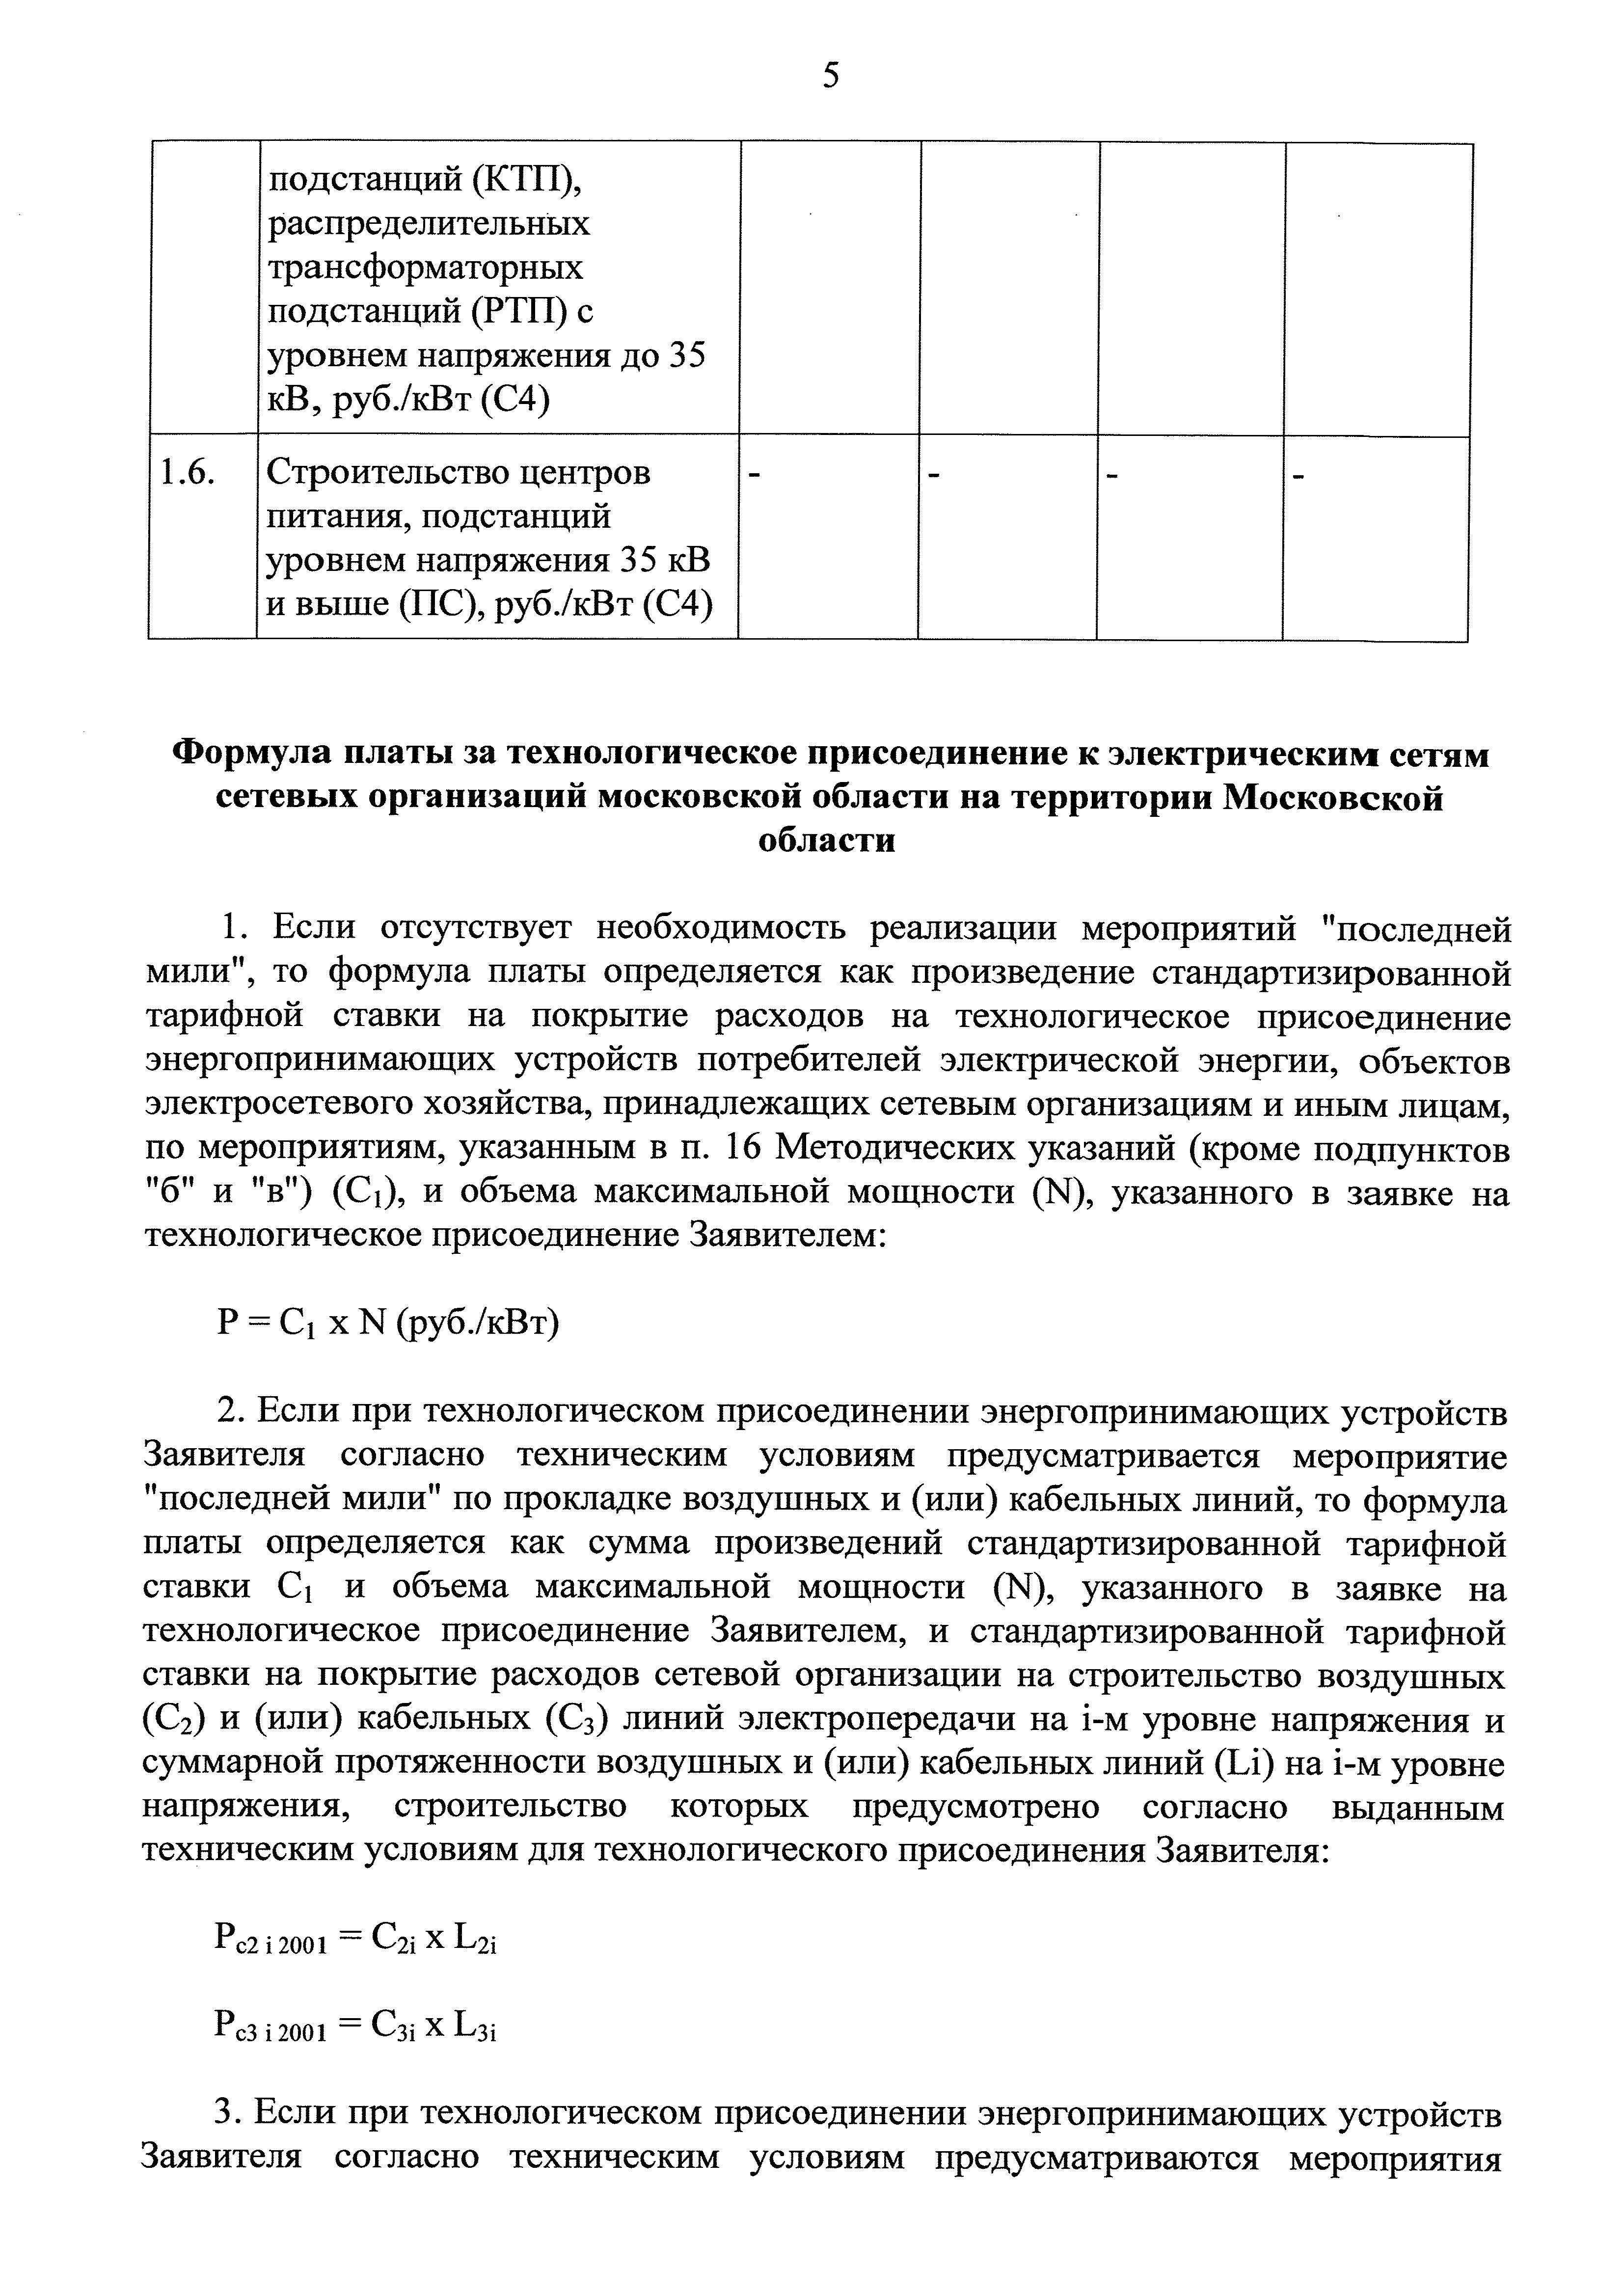 5
подстанций (КТП),
распределительных
трансформаторных
подстанций (РТП) с
уровнем напряжения до 35
кВ, руб./кВт (С4)
1.6. Строительство центров - - - -
питания, подстанций
уровнем напряжения 35 кВ
и выше (ПС), руб./кВт (С4)
Формула платы за технологическое присоединение к электрическим сетям
сетевых организаций московской области на территории Московской
области
1. Если отсутствует необходимость реализации мероприятий "последней
мили", то формула платы определяется как произведение стандартизированной
тарифной ставки на покрытие расходов на технологическое присоединение
энергопринимающих устройств потребителей электрической энергии, объектов
электросетевого хозяйства, принадлежащих сетевым организациям и иным лицам,
по мероприятиям, указанным в п. 16 Методических указаний (кроме подпунктов
"б" и "в") (С₁), и объема максимальной мощности (N), указанного в заявке на
технологическое присоединение Заявителем:
P = C₁ x N (руб./кВт)
2. Если при технологическом присоединении энергопринимающих устройств
Заявителя согласно техническим условиям предусматривается мероприятие
"последней мили" по прокладке воздушных и (или) кабельных линий, то формула
платы определяется как сумма произведений стандартизированной тарифной
ставки С₁ и объема максимальной мощности (N), указанного в заявке на
технологическое присоединение Заявителем, и стандартизированной тарифной
ставки на покрытие расходов сетевой организации на строительство воздушных
(С₂) и (или) кабельных (С₃) линий электропередачи на i-м уровне напряжения и
суммарной протяженности воздушных и (или) кабельных линий (Li) на i-м уровне
напряжения, строительство которых предусмотрено согласно выданным
техническим условиям для технологического присоединения Заявителя:
Pс2 i 2001 = C2i x L2i
Pс3 i 2001 = C3i x L3i
3. Если при технологическом присоединении энергопринимающих устройств
Заявителя согласно техническим условиям предусматриваются мероприятия